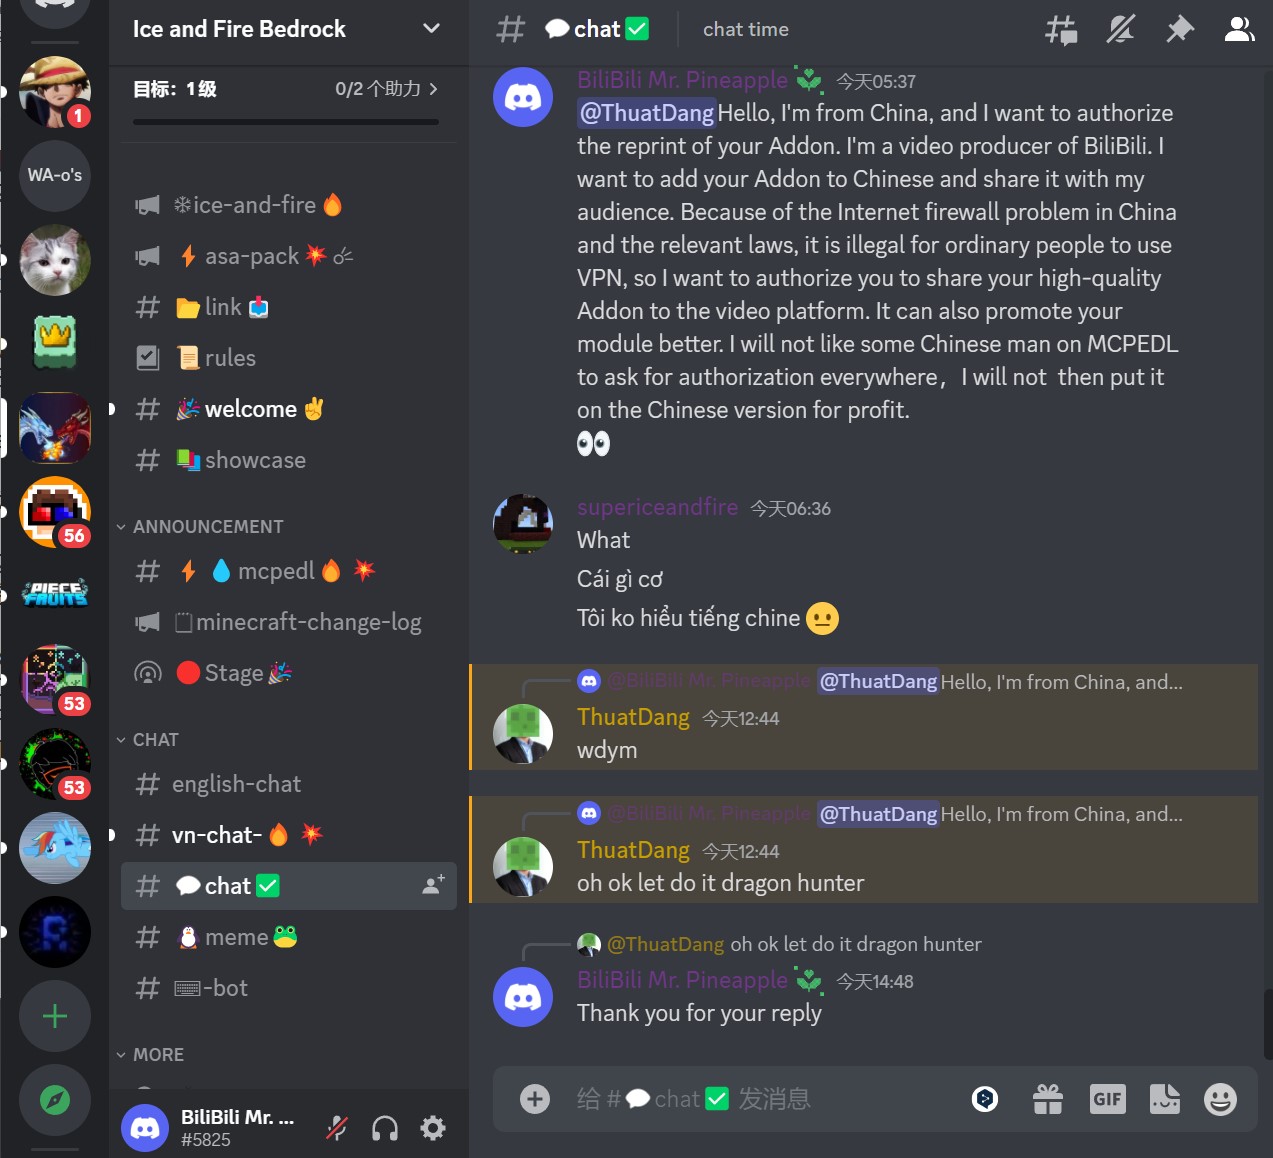 Ice and Fire Bedrock
目标：1 级
0/2 个助力
1
WA-o's
ice-and-fire
asa-pack
link
rules
welcome
showcase
ANNOUNCEMENT
mcpedl
minecraft-change-log
Stage
CHAT
english-chat
vn-chat-
chat
meme
-bot
MORE
56
PIECE
FRUITS
53
53
BiliBili Mr. ...
#5825
chat
chat time
BiliBili Mr. Pineapple 今天05:37
@ThuatDang Hello, I'm from China, and I want to authorize
the reprint of your Addon. I'm a video producer of BiliBili. I
want to add your Addon to Chinese and share it with my
audience. Because of the Internet firewall problem in China
and the relevant laws, it is illegal for ordinary people to use
VPN, so I want to authorize you to share your high-quality
Addon to the video platform. It can also promote your
module better. I will not like some Chinese man on MCPEDL
to ask for authorization everywhere，I will not then put it
on the Chinese version for profit.
supericeandfire 今天06:36
What
Cái gì cơ
Tôi ko hiểu tiếng chine
@BiliBili Mr. Pineapple @ThuatDang Hello, I'm from China, and...
ThuatDang 今天12:44
wdym
@BiliBili Mr. Pineapple @ThuatDang Hello, I'm from China, and...
ThuatDang 今天12:44
oh ok let do it dragon hunter
@ThuatDang oh ok let do it dragon hunter
BiliBili Mr. Pineapple 今天14:48
Thank you for your reply
给 #chat 发消息
GIF